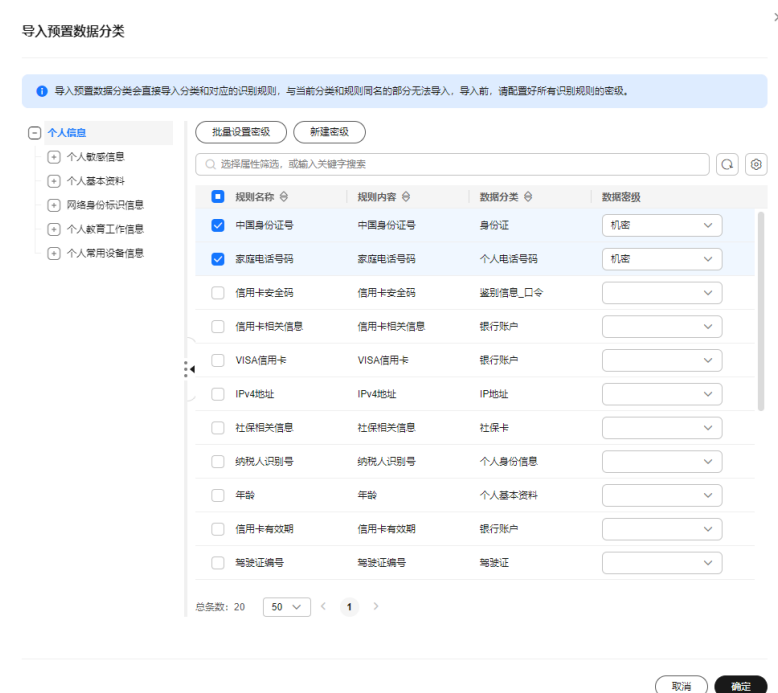 导入预置数据分类
导入预置数据分类会直接导入分类和对应的识别规则，与当前分类和规则同名的部分无法导入，导入前，请配置好所有识别规则的密级。
个人信息
个人敏感信息
个人基本资料
网络身份标识信息
个人教育工作信息
个人常用设备信息
批量设置密级 新建密级
选择属性筛选，或输入关键字搜索
规则名称 规则内容 数据分类 数据密级
中国身份证号 中国身份证号 身份证 机密
家庭电话号码 家庭电话号码 个人电话号码 机密
信用卡安全码 信用卡安全码 鉴别信息_口令
信用卡相关信息 信用卡相关信息 银行账户
VISA信用卡 VISA信用卡 银行账户
IPv4地址 IPv4地址 IP地址
社保相关信息 社保相关信息 社保卡
纳税人识别号 纳税人识别号 个人身份信息
年龄 年龄 个人基本资料
信用卡有效期 信用卡有效期 银行账户
驾驶证编号 驾驶证编号 驾驶证
总条数：20 50 1
取消 确定